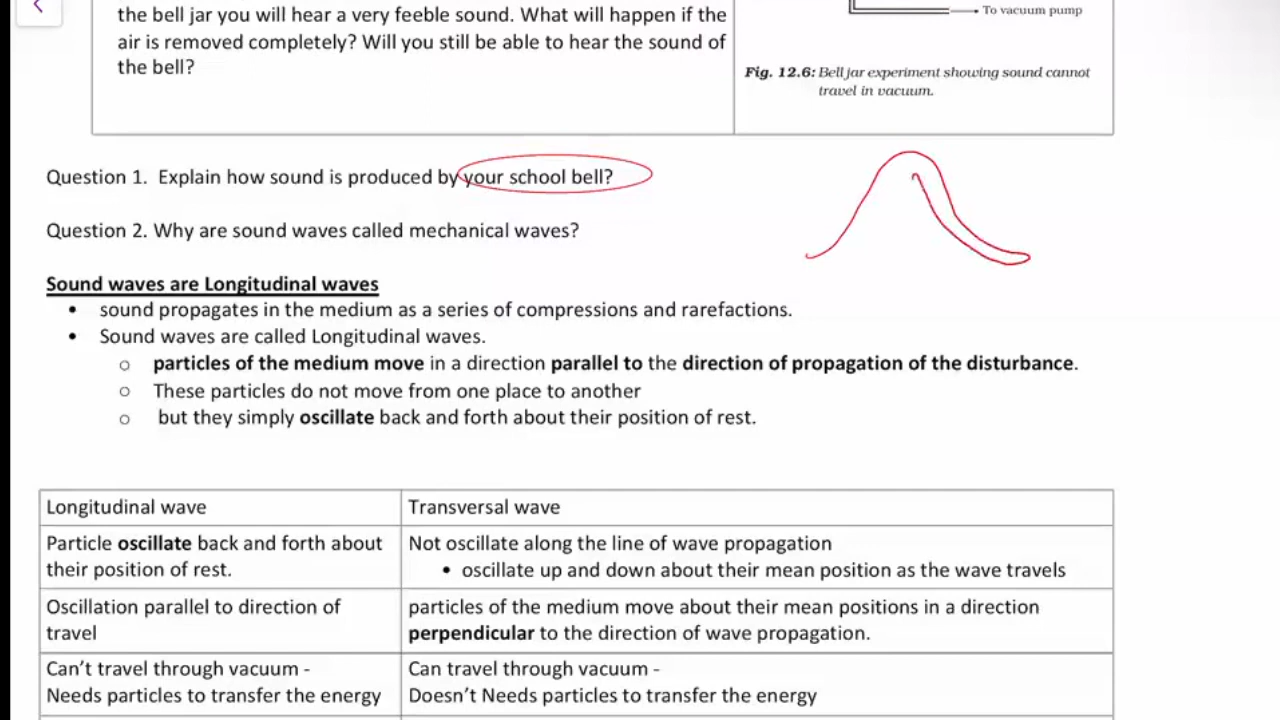 the bell jar you will hear a very feeble sound. What will happen if the
air is removed completely? Will you still be able to hear the sound of
the bell?
To vacuum pump
Fig. 12.6: Bell jar experiment showing sound cannot
travel in vacuum.
Question 1. Explain how sound is produced by your school bell?
Question 2. Why are sound waves called mechanical waves?
Sound waves are Longitudinal waves
• sound propagates in the medium as a series of compressions and rarefactions.
• Sound waves are called Longitudinal waves.
o particles of the medium move in a direction parallel to the direction of propagation of the disturbance.
o These particles do not move from one place to another
o but they simply oscillate back and forth about their position of rest.
Longitudinal wave
Transversal wave
Particle oscillate back and forth about
their position of rest.
Not oscillate along the line of wave propagation
• oscillate up and down about their mean position as the wave travels
Oscillation parallel to direction of
travel
particles of the medium move about their mean positions in a direction
perpendicular to the direction of wave propagation.
Can't travel through vacuum -
Needs particles to transfer the energy
Can travel through vacuum -
Doesn't Needs particles to transfer the energy